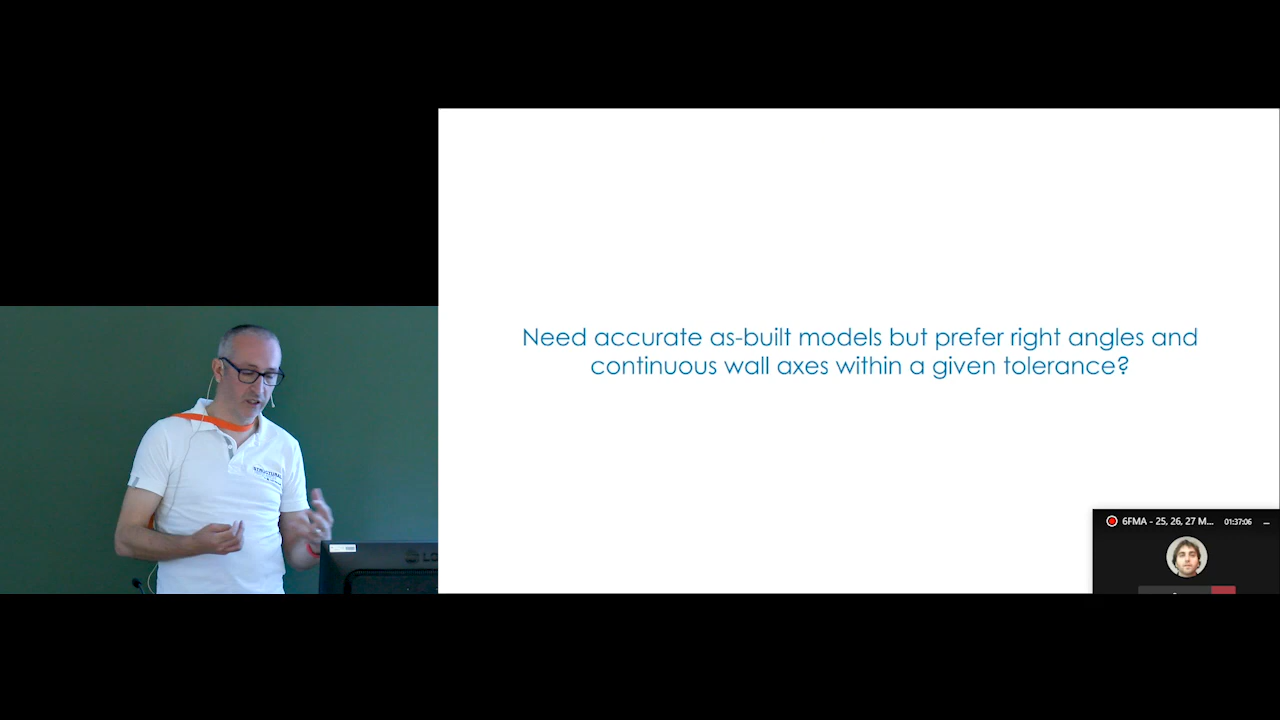 Need accurate as-built models but prefer right angles and
continuous wall axes within a given tolerance?
STRUCTURAL
6FMA - 25, 26, 27 M... 01:37:06